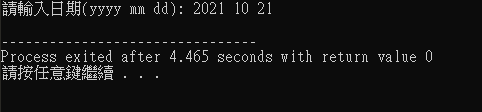 請輸入日期(yyyy mm dd): 2021 10 21
--------------------------------
Process exited after 4.465 seconds with return value 0
請按任意鍵繼續 . . .